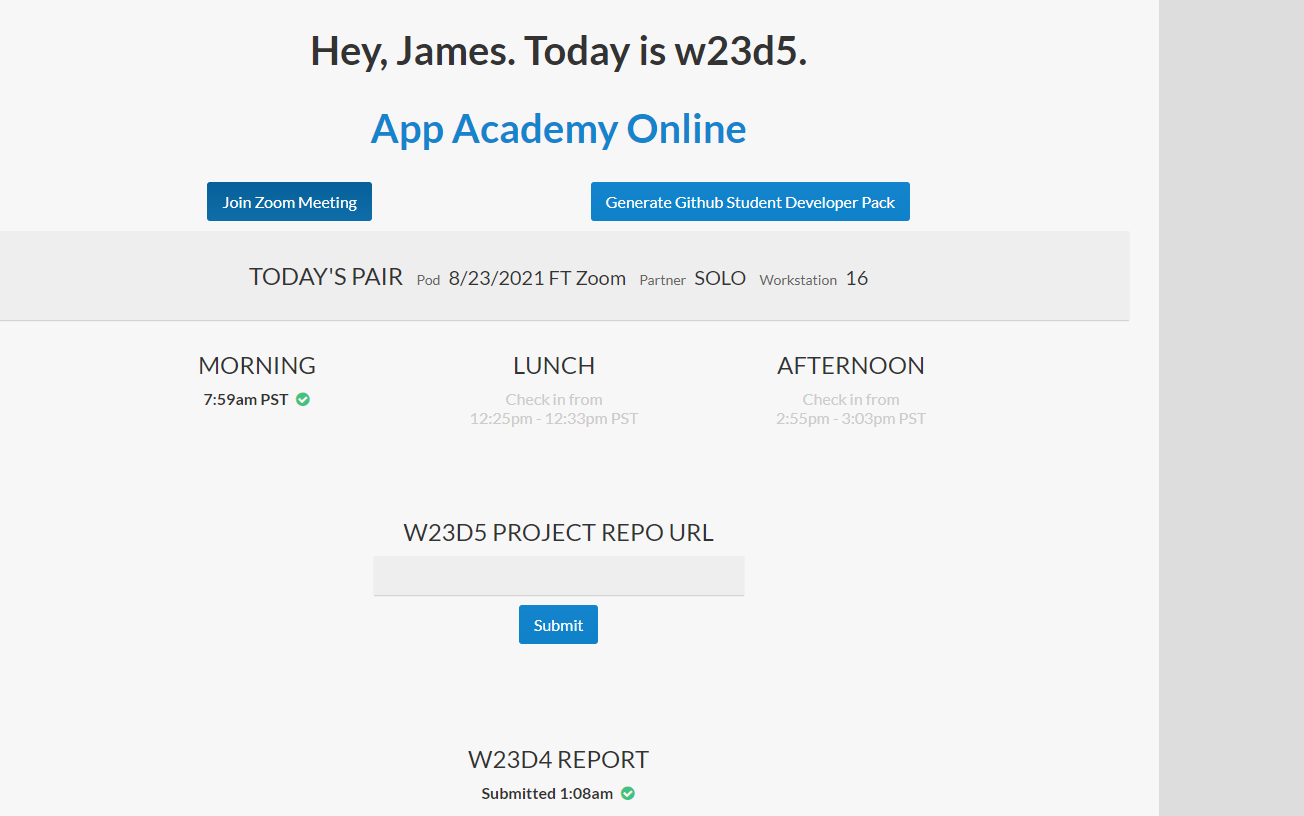 Hey, James. Today is w23d5.
App Academy Online
Join Zoom Meeting
Generate Github Student Developer Pack
TODAY'S PAIR Pod 8/23/2021 FT Zoom Partner SOLO Workstation 16
MORNING
7:59am PST
LUNCH
Check in from
12:25pm - 12:33pm PST
AFTERNOON
Check in from
2:55pm - 3:03pm PST
W23D5 PROJECT REPO URL
Submit
W23D4 REPORT
Submitted 1:08am